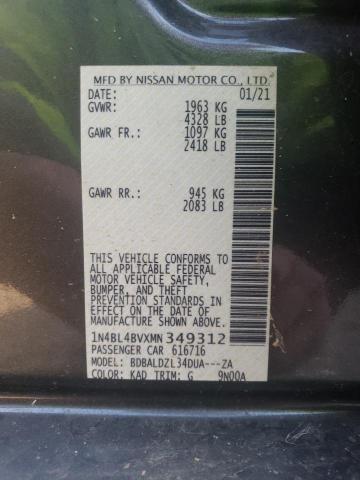 MFD BY NISSAN MOTOR CO., LTD.
DATE: 01/21
GVWR: 1963 KG
4328 LB
GAWR FR.: 1097 KG
2418 LB
GAWR RR.: 945 KG
2083 LB
THIS VEHICLE CONFORMS TO
ALL APPLICABLE FEDERAL
MOTOR VEHICLE SAFETY,
BUMPER, AND THEFT
PREVENTION STANDARDS IN
EFFECT ON THE DATE OF
MANUFACTURE SHOWN ABOVE.
1N4BL4BVXMN349312
PASSENGER CAR 616716
MODEL: BDBALDZL34DUA---ZA
COLOR: KAD TRIM: G 9N00A